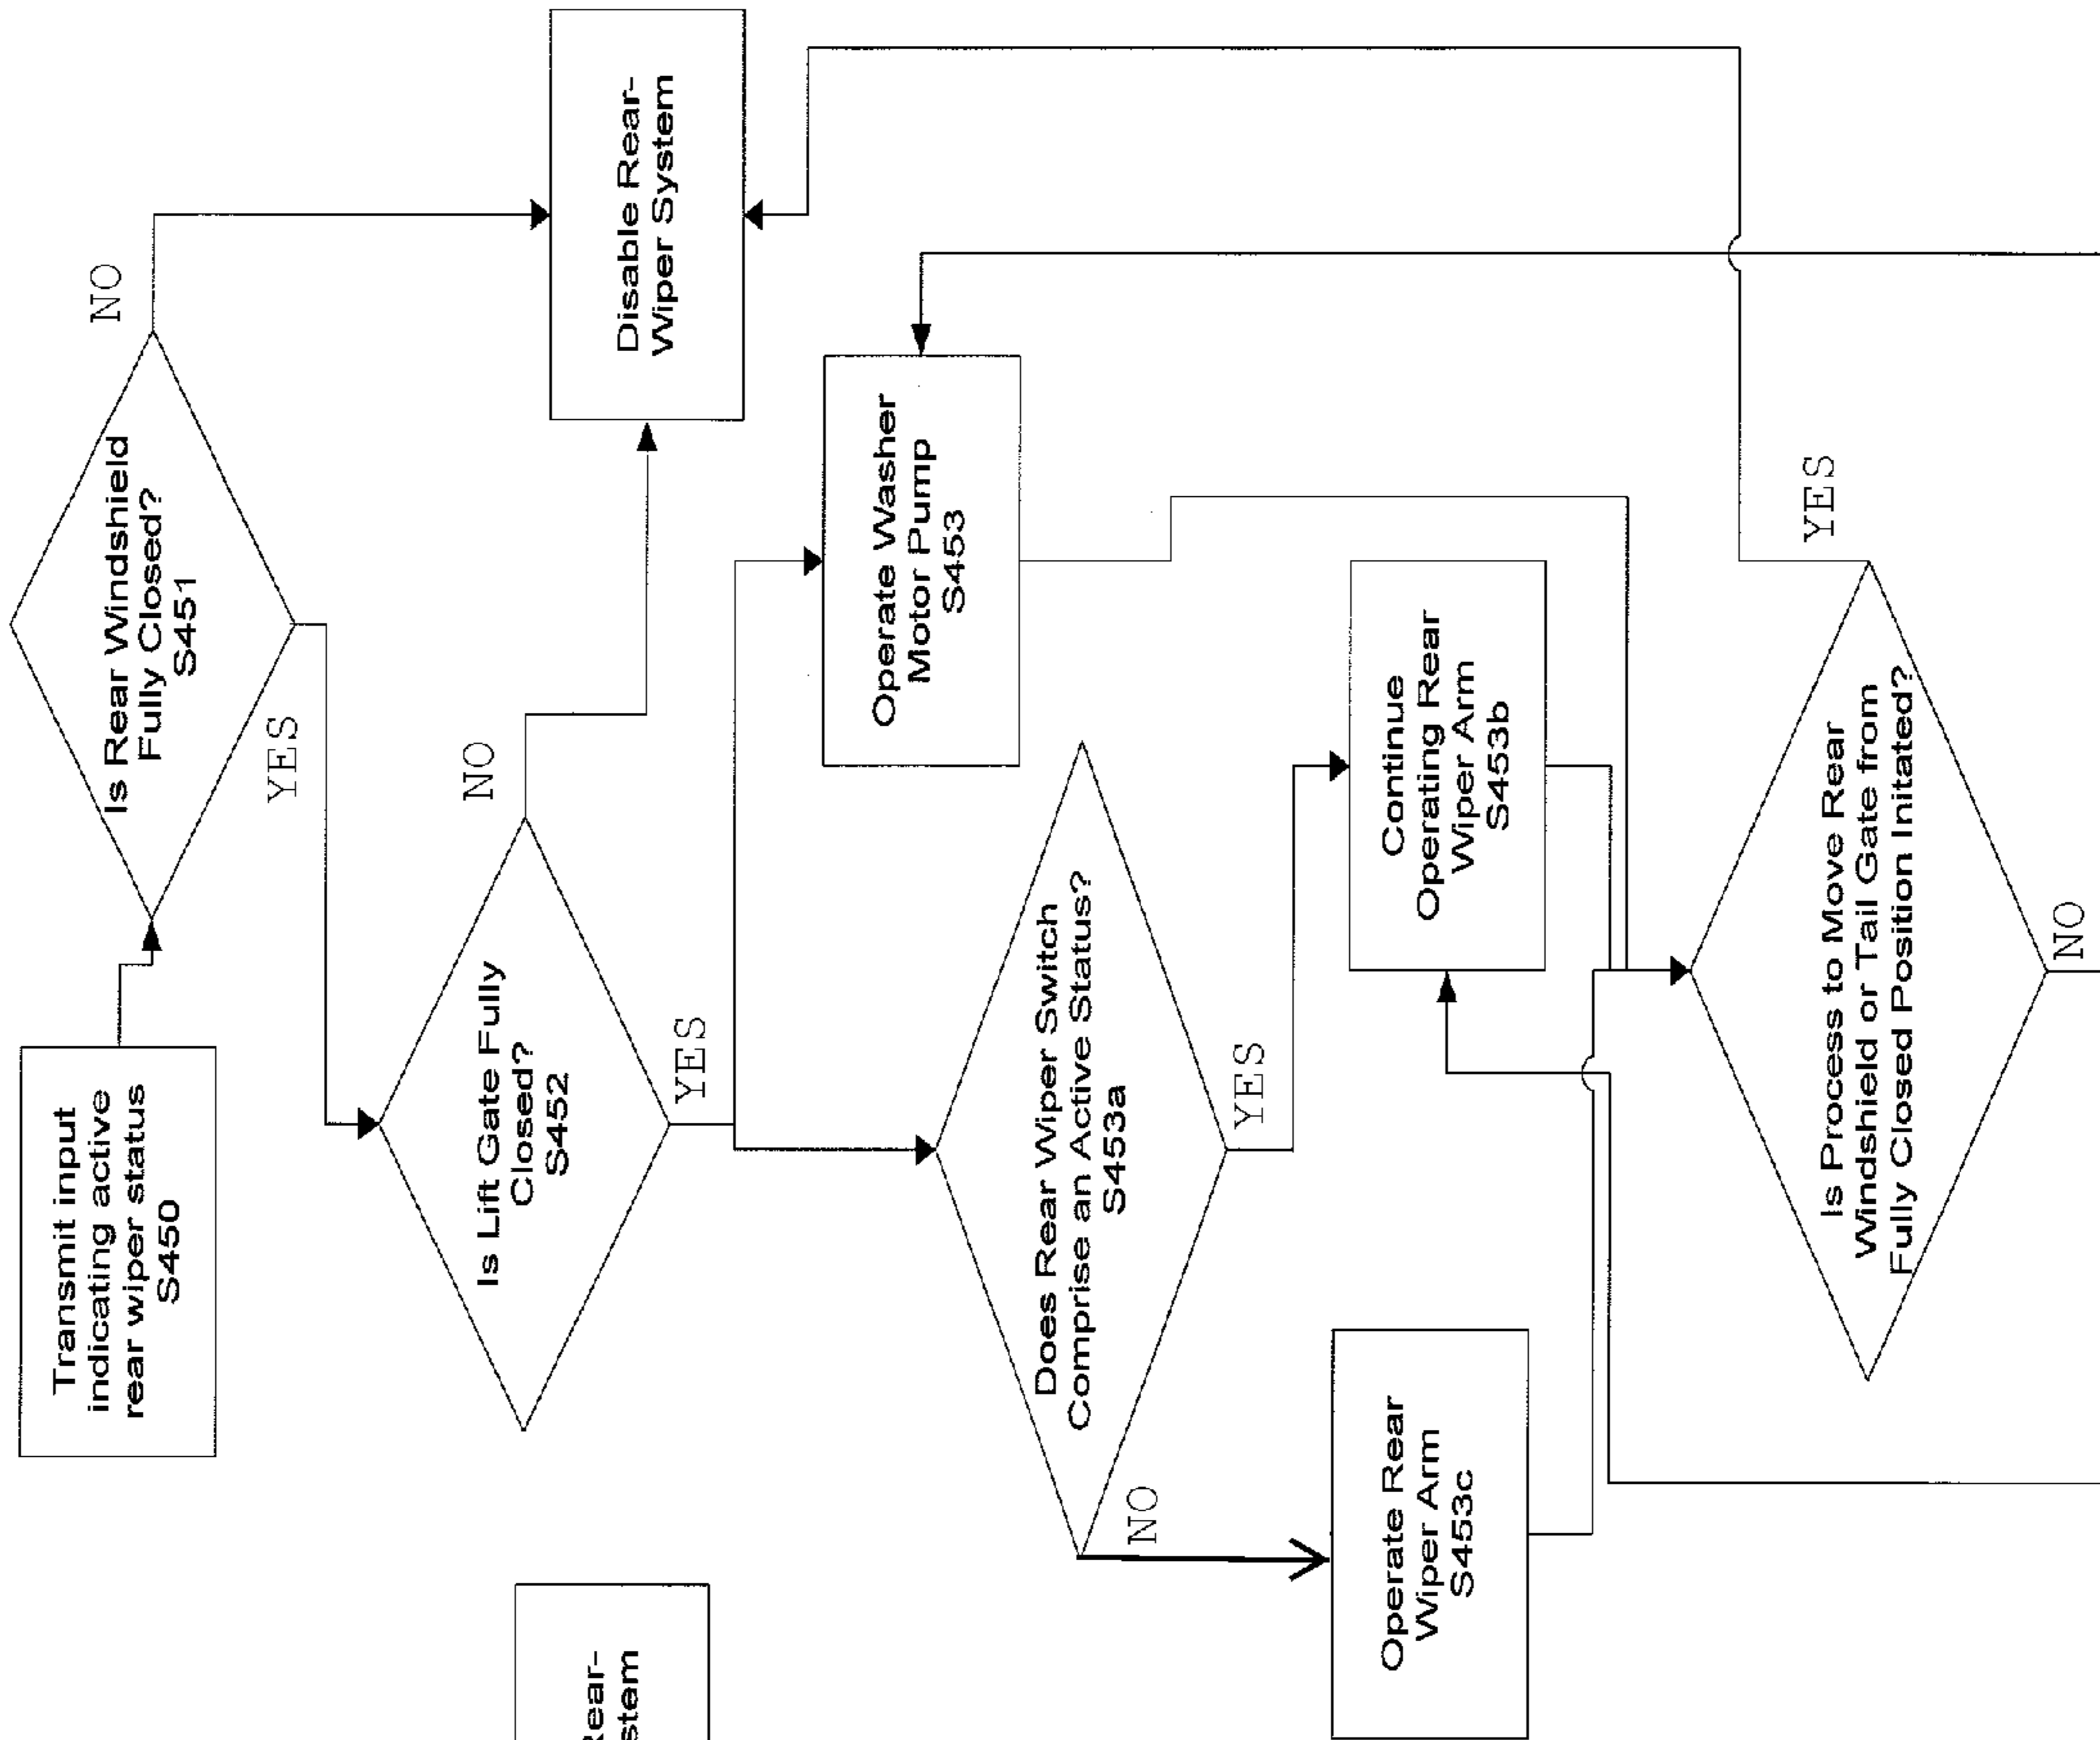 Transmit input
indicating active
rear wiper status
S450
Is Rear Windshield
Fully Closed?
S451
NO
YES
Is Lift Gate Fully
Closed?
S452
NO
YES
Disable Rear-
Wiper System
Operate Washer
Motor Pump
S453
Does Rear Wiper Switch
Comprise an Active Status?
S453a
NO
YES
Continue
Operating Rear
Wiper Arm
S453b
Operate Rear
Wiper Arm
S453c
Is Process to Move Rear
Windshield or Tail Gate from
Fully Closed Position Initated?
YES
NO
Rear-
stem